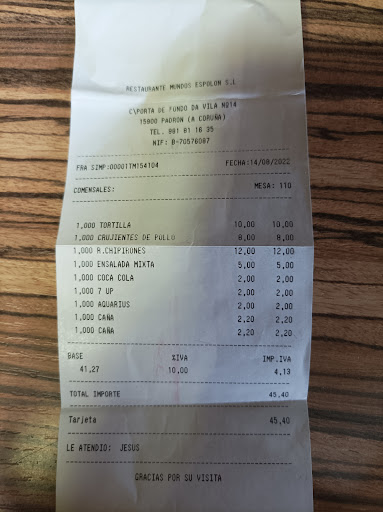 RESTAURANTE MUNDOS ESPOLON S.L
C\PORTA DE FUNDO DA VILA Nº14
15900 PADRON (A CORUÑA)
TEL. 981 81 16 35
NIF: B-70576087
FRA SIMP:00001TM154104 FECHA:14/08/2022
COMENSALES: MESA: 110
1,000 TORTILLA 10,00 10,00
1,000 CRUJIENTES DE POLLO 8,00 8,00
1,000 R.CHIPIRONES 12,00 12,00
1,000 ENSALADA MIXTA 5,00 5,00
1,000 COCA COLA 2,00 2,00
1,000 7 UP 2,00 2,00
1,000 AQUARIUS 2,00 2,00
1,000 CAÑA 2,20 2,20
1,000 CAÑA 2,20 2,20
BASE %IVA IMP.IVA
41,27 10,00 4,13
TOTAL IMPORTE 45,40
Tarjeta 45,40
LE ATENDIO: JESUS
GRACIAS POR SU VISITA